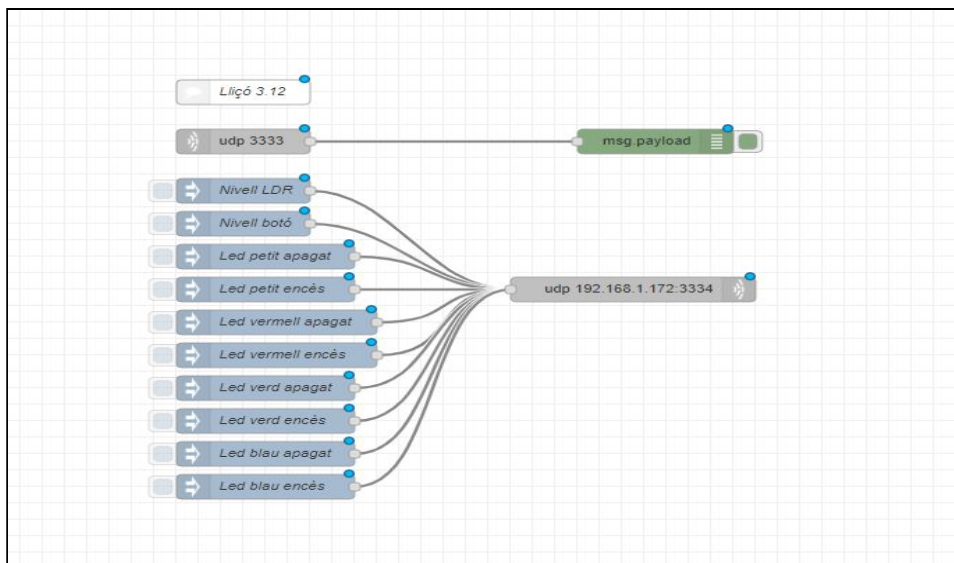 Lliçó 3.12
udp 3333
msg.payload
Nivell LDR
Nivell botó
Led petit apagat
Led petit encès
udp 192.168.1.172:3334
Led vermell apagat
Led vermell encès
Led verd apagat
Led verd encès
Led blau apagat
Led blau encès